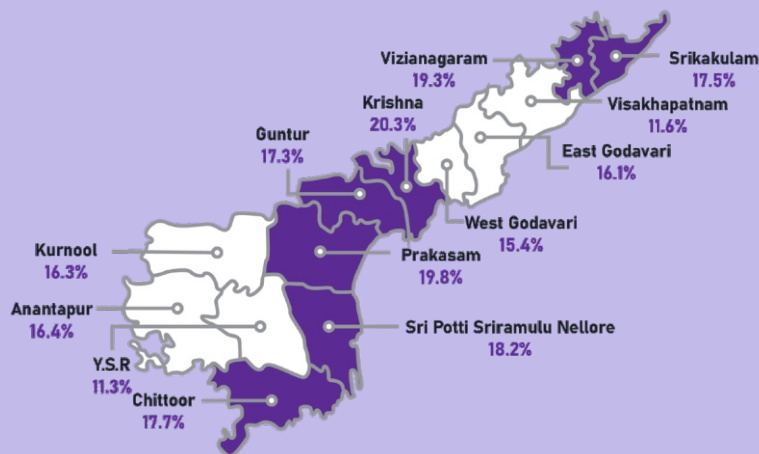 Vizianagaram
19.3%
Srikakulam
17.5%
Krishna
20.3%
Visakhapatnam
11.6%
Guntur
17.3%
East Godavari
16.1%
West Godavari
15.4%
Kurnool
16.3%
Prakasam
19.8%
Anantapur
16.4%
Sri Potti Sriramulu Nellore
18.2%
Y.S.R
11.3%
Chittoor
17.7%